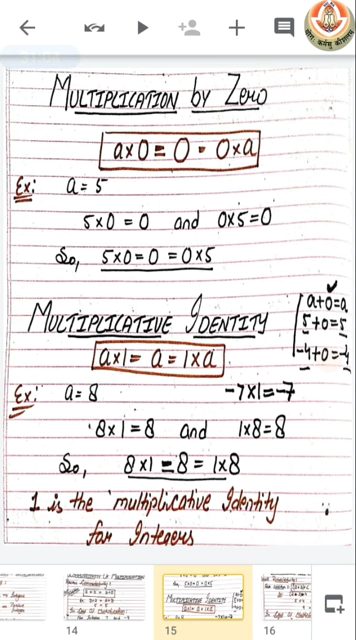 MULTIPLICATION by ZERO
a×0 = 0 = 0×a
Ex: a = 5
5×0 = 0 and 0×5=0
So, 5×0 = 0 = 0×5
MULTIPLICATIVE IDENTITY
a+0=a
5+0=5
-4+0=-4
a×1= a = 1×a
Ex: a = 8
-7×1=-7
8×1=8 and 1×8=8
So, 8×1 = 8 = 1×8
1 is the multiplicative Identity
for Integers
14
15
16